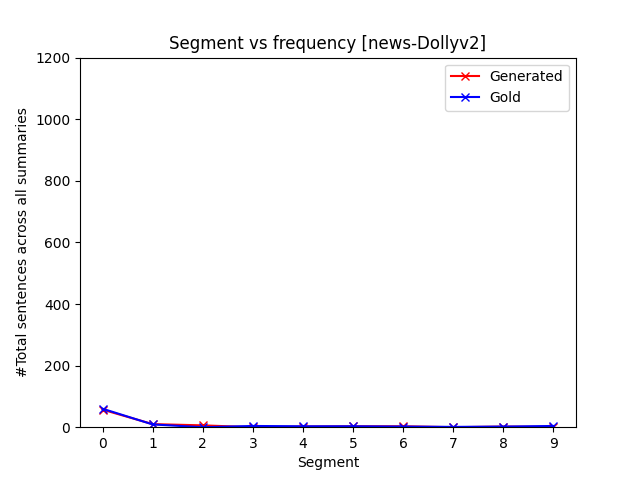 Segment vs frequency [news-Dollyv2]
Generated
Gold
#Total sentences across all summaries
1200
1000
800
600
400
200
0
0 1 2 3 4 5 6 7 8 9
Segment